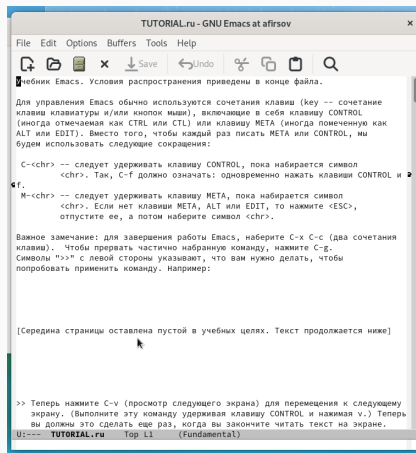 TUTORIAL.ru - GNU Emacs at afirsov
File Edit Options Buffers Tools Help
Save Undo
Учебник Emacs. Условия распространения приведены в конце файла.
Для управления Emacs обычно используются сочетания клавиш (key -- сочетание
клавиш клавиатуры и/или кнопок мыши), включающие в себя клавишу CONTROL
(иногда отмечаемая как CTRL или CTL) или клавишу META (иногда помеченную как
ALT или EDIT). Вместо того, чтобы каждый раз писать META или CONTROL, мы
будем использовать следующие сокращения:
C-<chr> -- следует удерживать клавишу CONTROL, пока набирается символ
<chr>. Так, C-f должно означать: одновременно нажать клавиши CONTROL и
f.
M-<chr> -- следует удерживать клавишу META, пока набирается символ
<chr>. Если нет клавиши META, ALT или EDIT, то нажмите <ESC>,
отпустите ее, а потом наберите символ <chr>.
Важное замечание: для завершения работы Emacs, наберите C-x C-c (два сочетания
клавиш). Чтобы прервать частично набранную команду, нажмите C-g.
Символы ">>" с левой стороны указывают, что вам нужно делать, чтобы
попробовать применить команду. Например:
[Середина страницы оставлена пустой в учебных целях. Текст продолжается ниже]
>> Теперь нажмите C-v (просмотр следующего экрана) для перемещения к следующему
экрану. (Выполните эту команду удерживая клавишу CONTROL и нажимая v.) Теперь
вы должны это сделать еще раз, когда вы закончите читать текст на экране.
U:--- TUTORIAL.ru Top L1 (Fundamental)